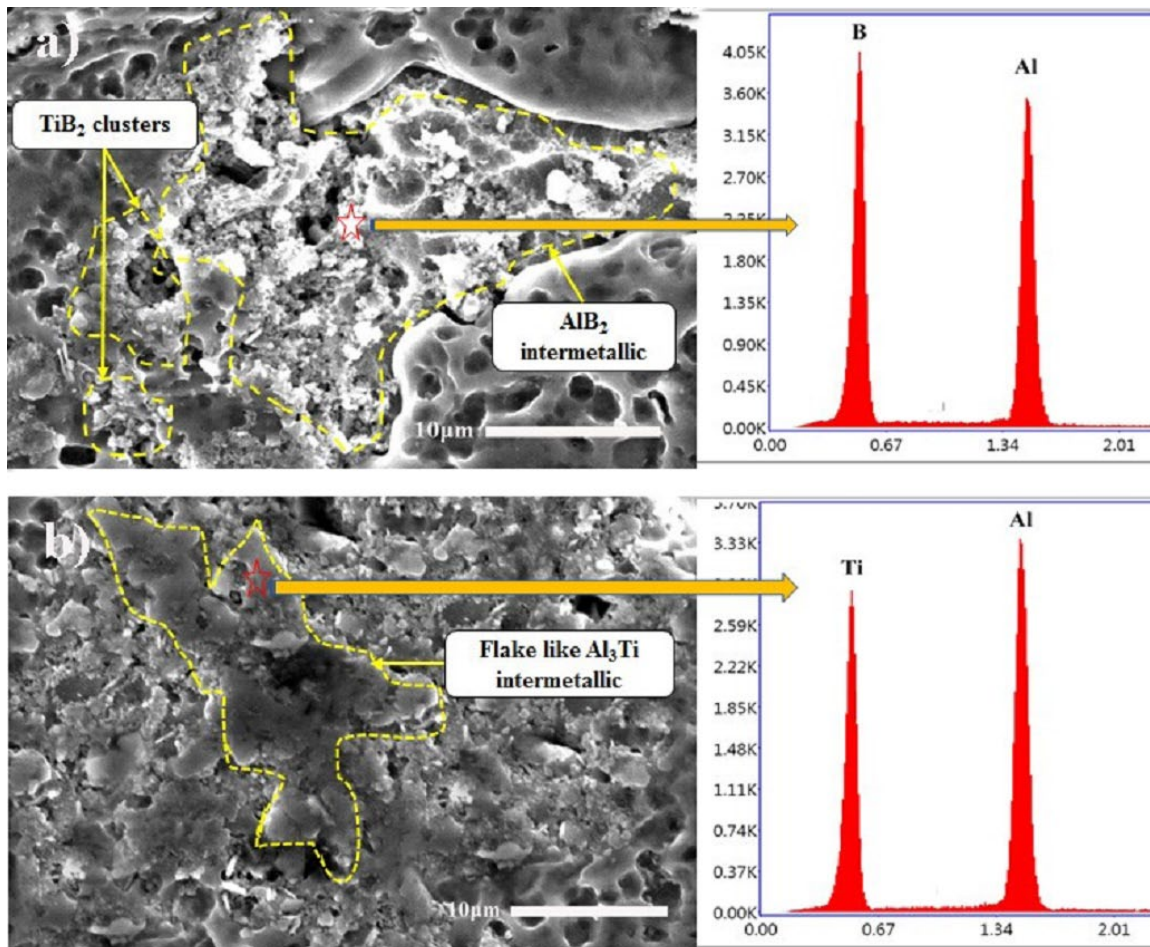 a)
TiB₂ clusters
AlB₂
intermetallic
10μm
B
Al
4.05K
3.60K
3.15K
2.70K
1.80K
1.35K
0.90K
0.45K
0.00K
0.00
0.67
1.34
2.01
b)
Flake like Al₃Ti
intermetallic
10μm
Ti
Al
3.70K
3.33K
2.59K
2.22K
1.85K
1.48K
1.11K
0.74K
0.37K
0.00K
0.00
0.67
1.34
2.01